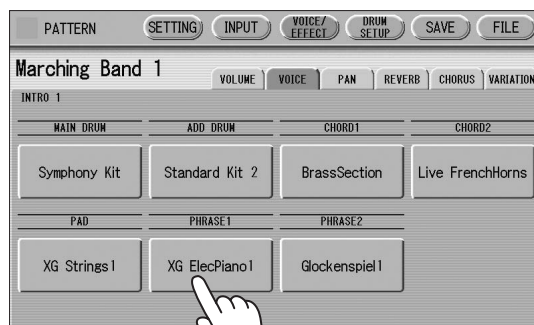 PATTERN SETTING INPUT VOICE/ EFFECT DRUM SETUP SAVE FILE
Marching Band 1 VOLUME VOICE PAN REVERB CHORUS VARIATION
INTRO 1
MAIN DRUM ADD DRUM CHORD1 CHORD2
Symphony Kit Standard Kit 2 BrassSection Live FrenchHorns
PAD PHRASE1 PHRASE2
XG Strings1 XG ElecPiano1 Glockenspiel1